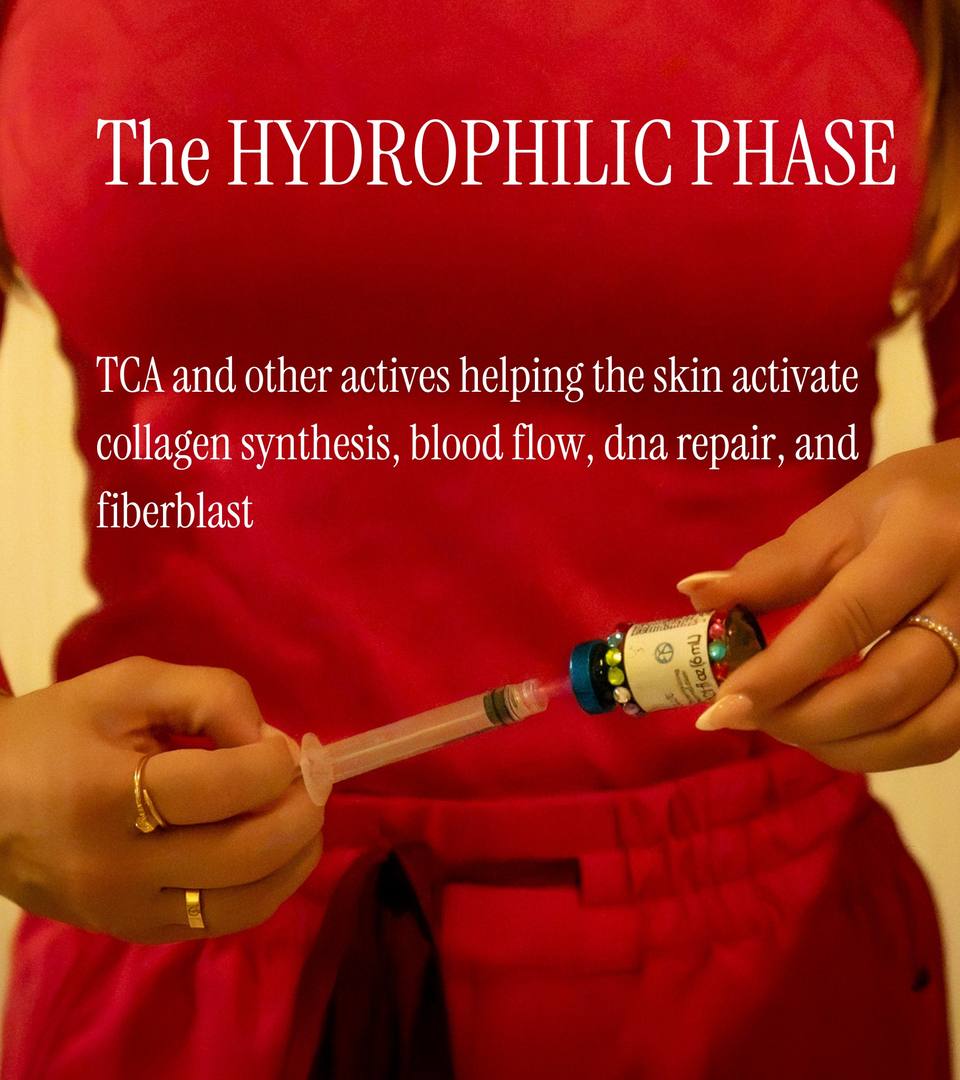 The HYDROPHILIC PHASE
TCA and other actives helping the skin activate
collagen synthesis, blood flow, dna repair, and
fiberblast